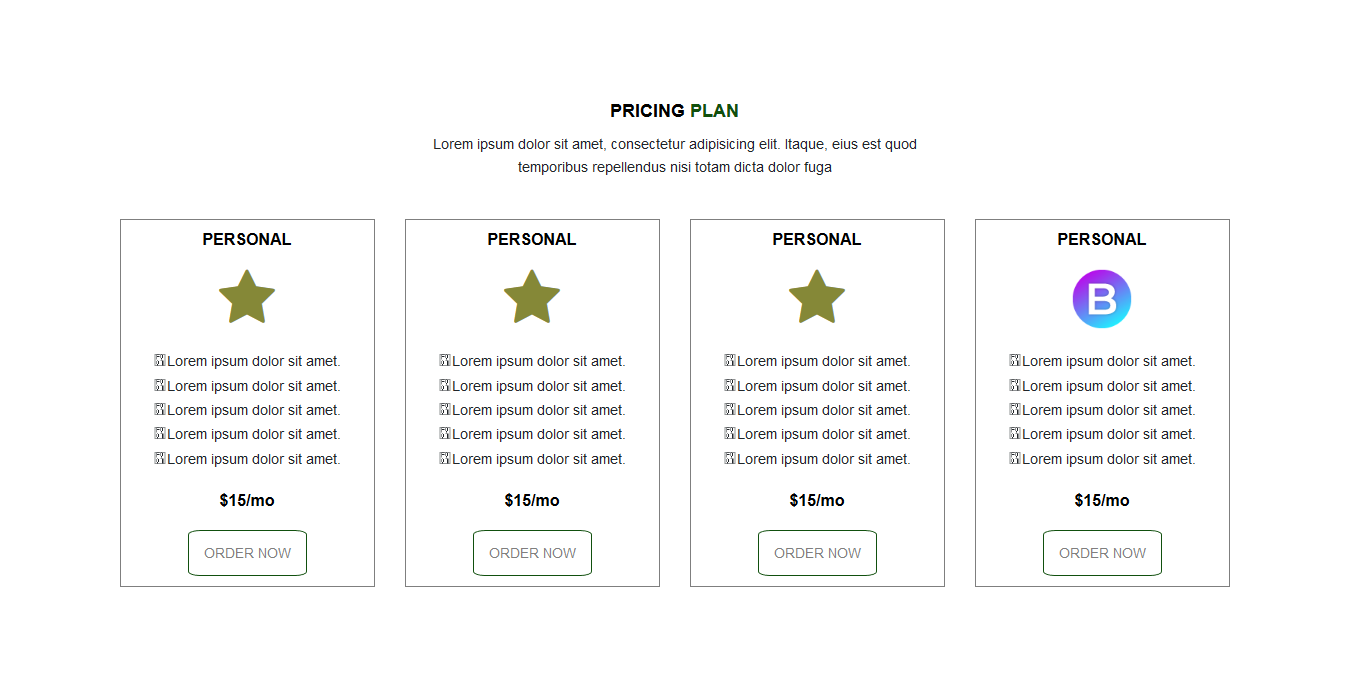 PRICING PLAN
Lorem ipsum dolor sit amet, consectetur adipisicing elit. Itaque, eius est quod
temporibus repellendus nisi totam dicta dolor fuga
PERSONAL
Lorem ipsum dolor sit amet.
Lorem ipsum dolor sit amet.
Lorem ipsum dolor sit amet.
Lorem ipsum dolor sit amet.
Lorem ipsum dolor sit amet.
$15/mo
ORDER NOW
PERSONAL
Lorem ipsum dolor sit amet.
Lorem ipsum dolor sit amet.
Lorem ipsum dolor sit amet.
Lorem ipsum dolor sit amet.
Lorem ipsum dolor sit amet.
$15/mo
ORDER NOW
PERSONAL
Lorem ipsum dolor sit amet.
Lorem ipsum dolor sit amet.
Lorem ipsum dolor sit amet.
Lorem ipsum dolor sit amet.
Lorem ipsum dolor sit amet.
$15/mo
ORDER NOW
PERSONAL
B
Lorem ipsum dolor sit amet.
Lorem ipsum dolor sit amet.
Lorem ipsum dolor sit amet.
Lorem ipsum dolor sit amet.
Lorem ipsum dolor sit amet.
$15/mo
ORDER NOW